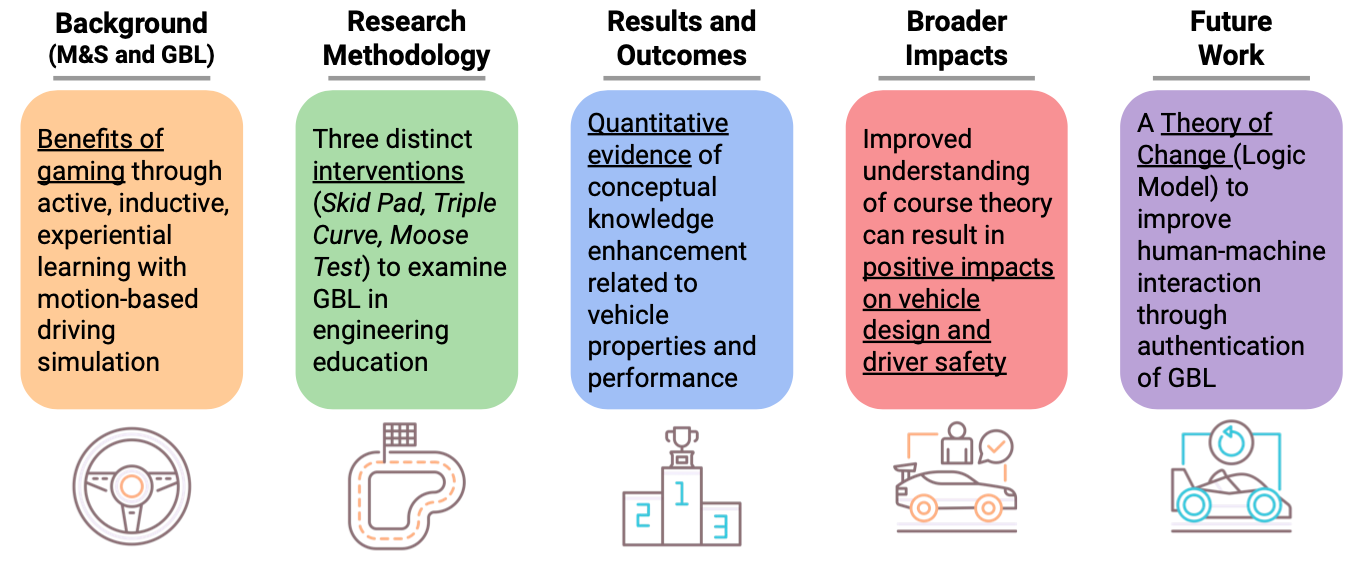 Background
(M&S and GBL)
Benefits of
gaming through
active, inductive,
experiential
learning with
motion-based
driving
simulation
Research
Methodology
Three distinct
interventions
(Skid Pad, Triple
Curve, Moose
Test) to examine
GBL in
engineering
education
Results and
Outcomes
Quantitative
evidence of
conceptual
knowledge
enhancement
related to
vehicle
properties and
performance
2
1
3
Broader
Impacts
Improved
understanding
of course theory
can result in
positive impacts
on vehicle
design and
driver safety
Future
Work
A Theory of
Change (Logic
Model) to
improve
human-machine
interaction
through
authentication
of GBL